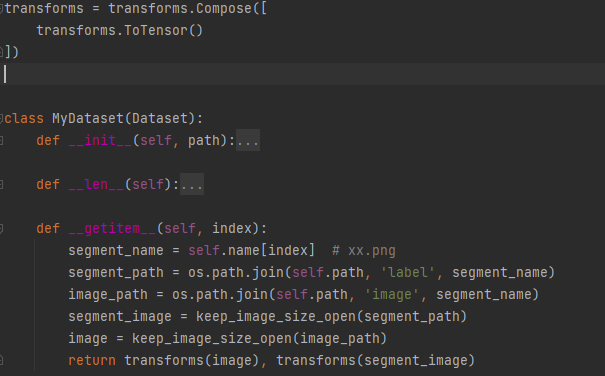 transforms = transforms.Compose([
    transforms.ToTensor()
])
class MyDataset(Dataset):
    def __init__(self, path):...
    def __len__(self):...
    def __getitem__(self, index):
        segment_name = self.name[index]  # xx.png
        segment_path = os.path.join(self.path, 'label', segment_name)
        image_path = os.path.join(self.path, 'image', segment_name)
        segment_image = keep_image_size_open(segment_path)
        image = keep_image_size_open(image_path)
        return transforms(image), transforms(segment_image)